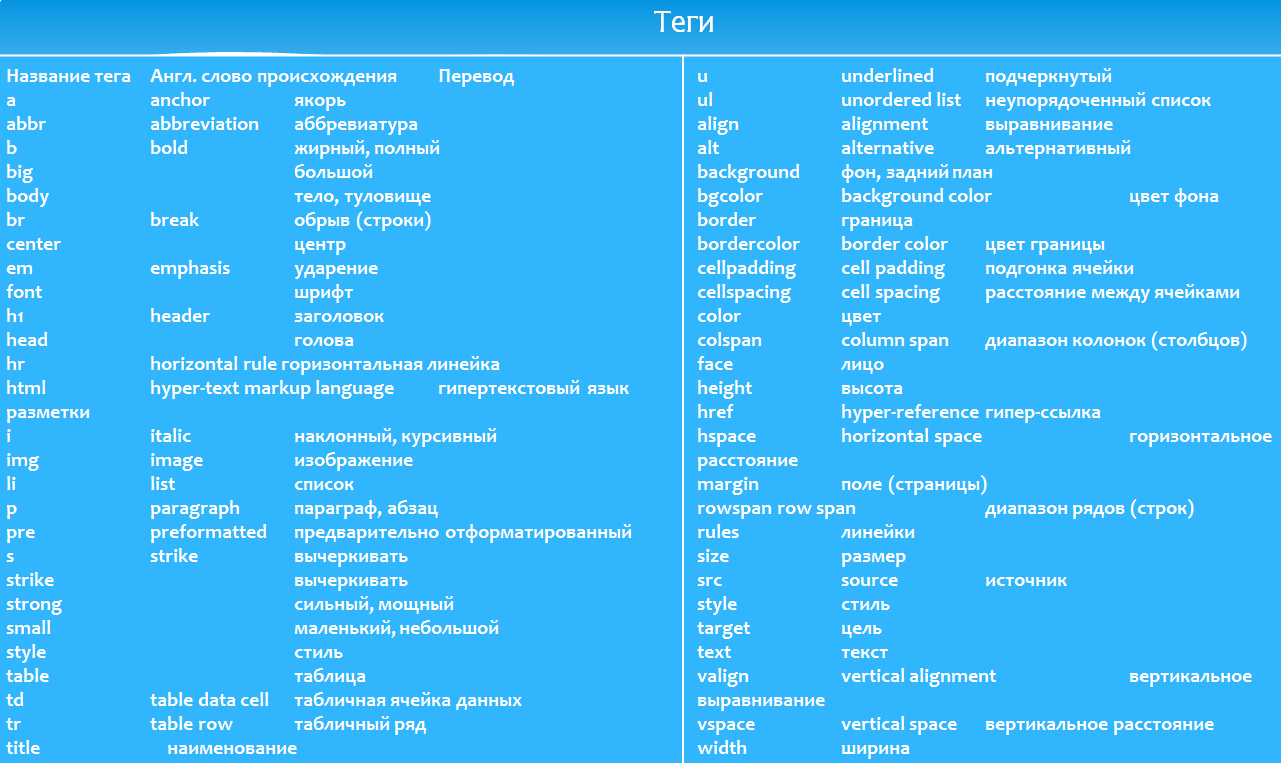 Теги
Название тега Англ. слово происхождения Перевод
a anchor якорь
abbr abbreviation аббревиатура
b bold жирный, полный
big большой
body тело, туловище
br break обрыв (строки)
center центр
em emphasis ударение
font шрифт
h1 header заголовок
head голова
hr horizontal rule горизонтальная линейка
html hyper-text markup language гипертекстовый язык
разметки
i italic наклонный, курсивный
img image изображение
li list список
p paragraph параграф, абзац
pre preformatted предварительно отформатированный
s strike вычеркивать
strike вычеркивать
strong сильный, мощный
small маленький, небольшой
style стиль
table таблица
td table data cell табличная ячейка данных
tr table row табличный ряд
title наименование
u underlined подчеркнутый
ul unordered list неупорядоченный список
align alignment выравнивание
alt alternative альтернативный
background фон, задний план
bgcolor background color цвет фона
border граница
bordercolor border color цвет границы
cellpadding cell padding подгонка ячейки
cellspacing cell spacing расстояние между ячейками
color цвет
colspan column span диапазон колонок (столбцов)
face лицо
height высота
href hyper-reference гипер-ссылка
hspace horizontal space горизонтальное
расстояние
margin поле (страницы)
rowspan row span диапазон рядов (строк)
rules линейки
size размер
src source источник
style стиль
target цель
text текст
valign vertical alignment вертикальное
выравнивание
vspace vertical space вертикальное расстояние
width ширина